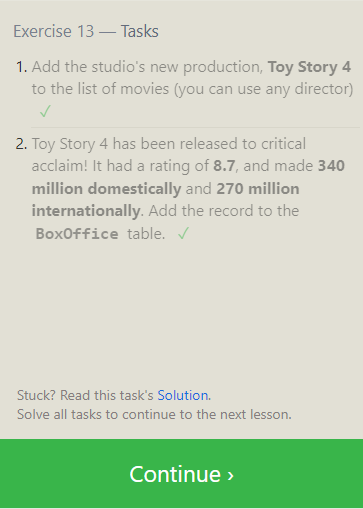 Exercise 13 — Tasks
1. Add the studio's new production, Toy Story 4
to the list of movies (you can use any director)
✓
2. Toy Story 4 has been released to critical
acclaim! It had a rating of 8.7, and made 340
million domestically and 270 million
internationally. Add the record to the
BoxOffice table. ✓
Stuck? Read this task's Solution.
Solve all tasks to continue to the next lesson.
Continue ›